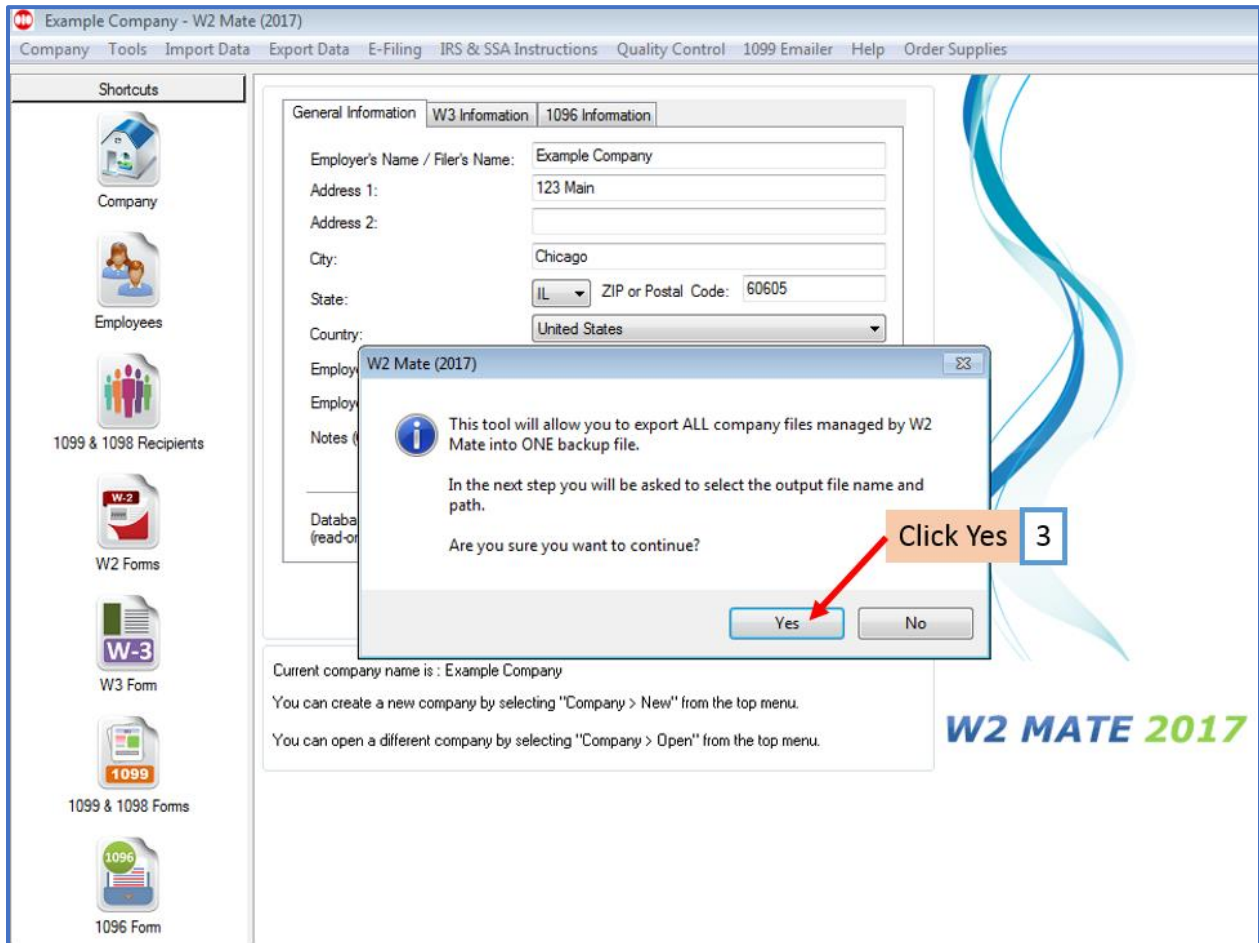 Example Company - W2 Mate (2017)
Company Tools Import Data Export Data E-Filing IRS & SSA Instructions Quality Control 1099 Emailer Help Order Supplies
Shortcuts
Company
Employees
1099 & 1098 Recipients
W-2
W2 Forms
W-3
W3 Form
1099
1099 & 1098 Forms
1096
1096 Form
General Information W3 Information 1096 Information
Employer's Name / Filer's Name: Example Company
Address 1: 123 Main
Address 2:
City: Chicago
State: IL ZIP or Postal Code: 60605
Country: United States
Employ
Employ
Notes (
Databa
(read-or
W2 Mate (2017)
This tool will allow you to export ALL company files managed by W2
Mate into ONE backup file.
In the next step you will be asked to select the output file name and
path.
Are you sure you want to continue?
Yes No
Click Yes 3
Current company name is : Example Company
You can create a new company by selecting "Company > New" from the top menu.
You can open a different company by selecting "Company > Open" from the top menu.
W2 MATE 2017